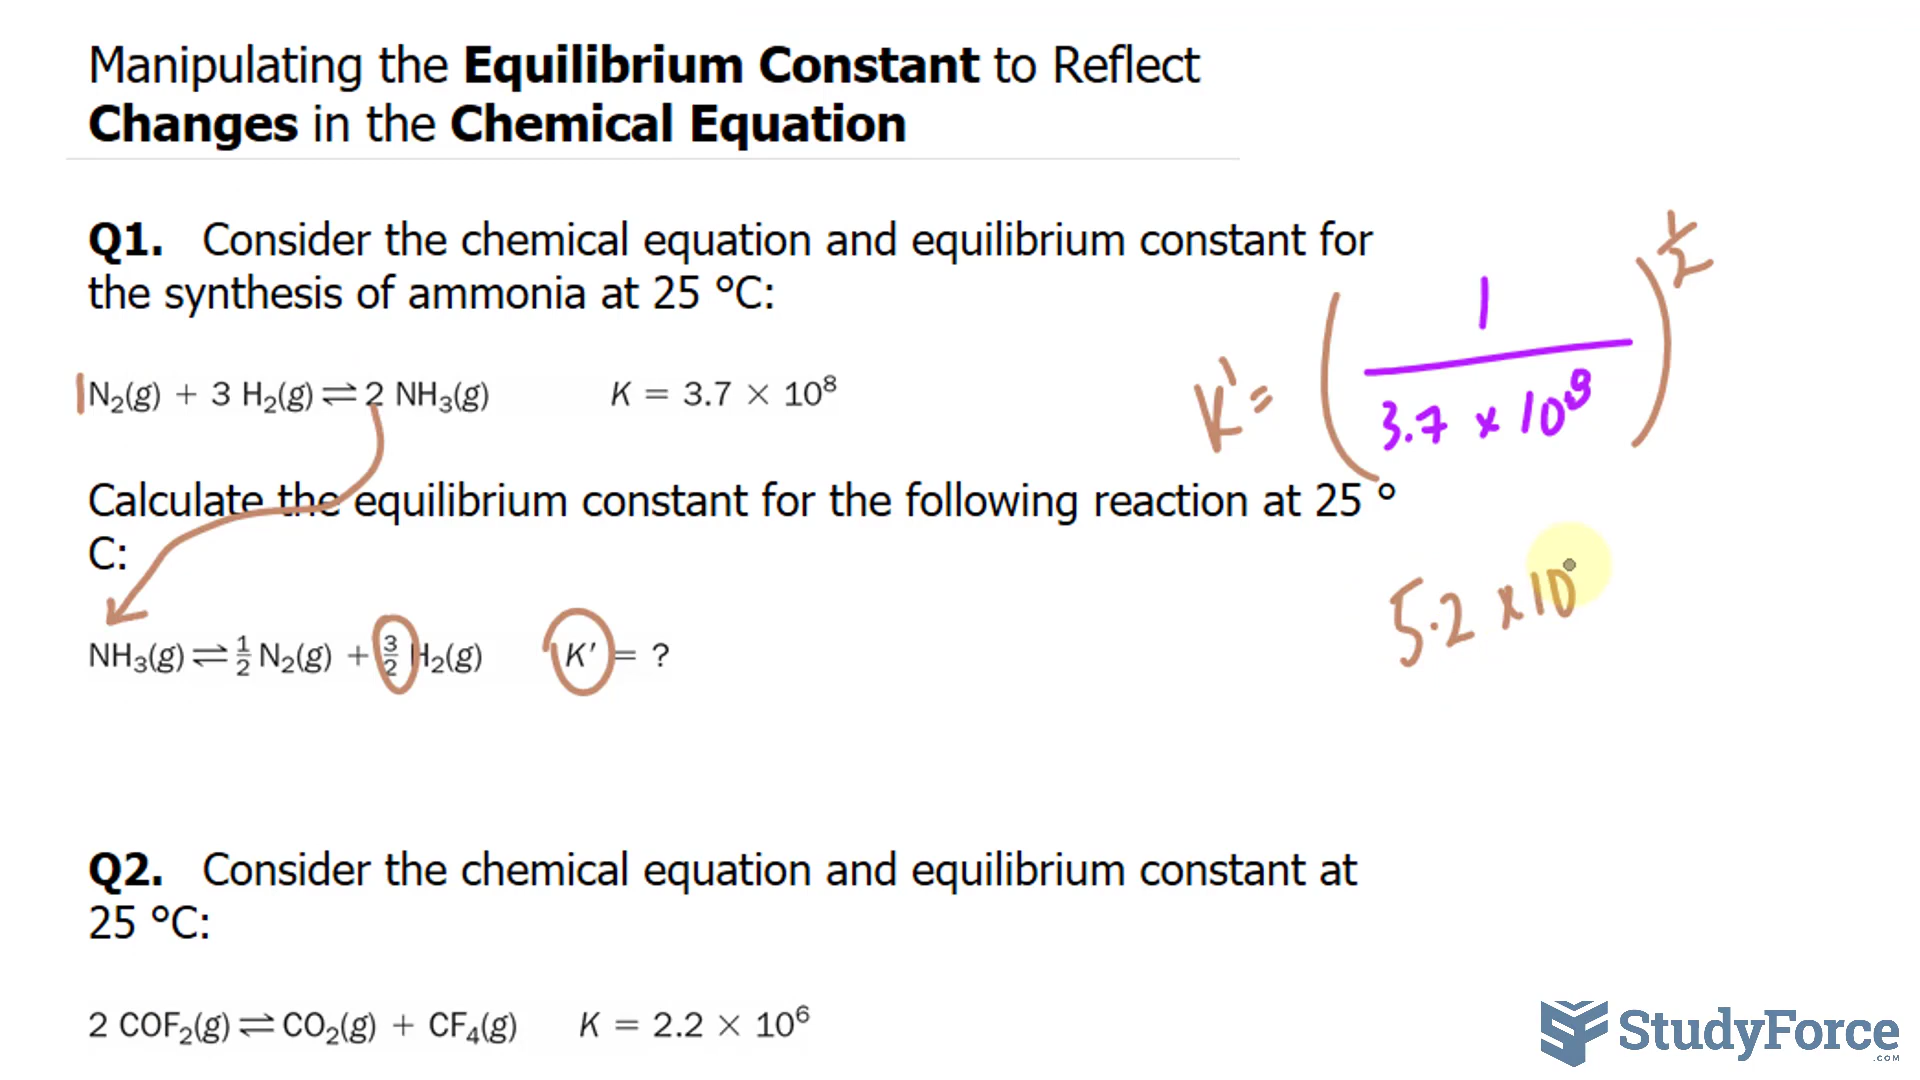 Manipulating the Equilibrium Constant to Reflect
Changes in the Chemical Equation
Q1. Consider the chemical equation and equilibrium constant for
the synthesis of ammonia at 25 °C:
1 N₂(g) + 3 H₂(g) ⇌ 2 NH₃(g) K = 3.7 × 10⁸
K' = (1 / 3.7 × 10⁸)^½
Calculate the equilibrium constant for the following reaction at 25 °
C:
NH₃(g) ⇌ ½ N₂(g) + 3/2 H₂(g) K′ = ?
5.2 × 10
Q2. Consider the chemical equation and equilibrium constant at
25 °C:
2 COF₂(g) ⇌ CO₂(g) + CF₄(g) K = 2.2 × 10⁶
StudyForce
.COM